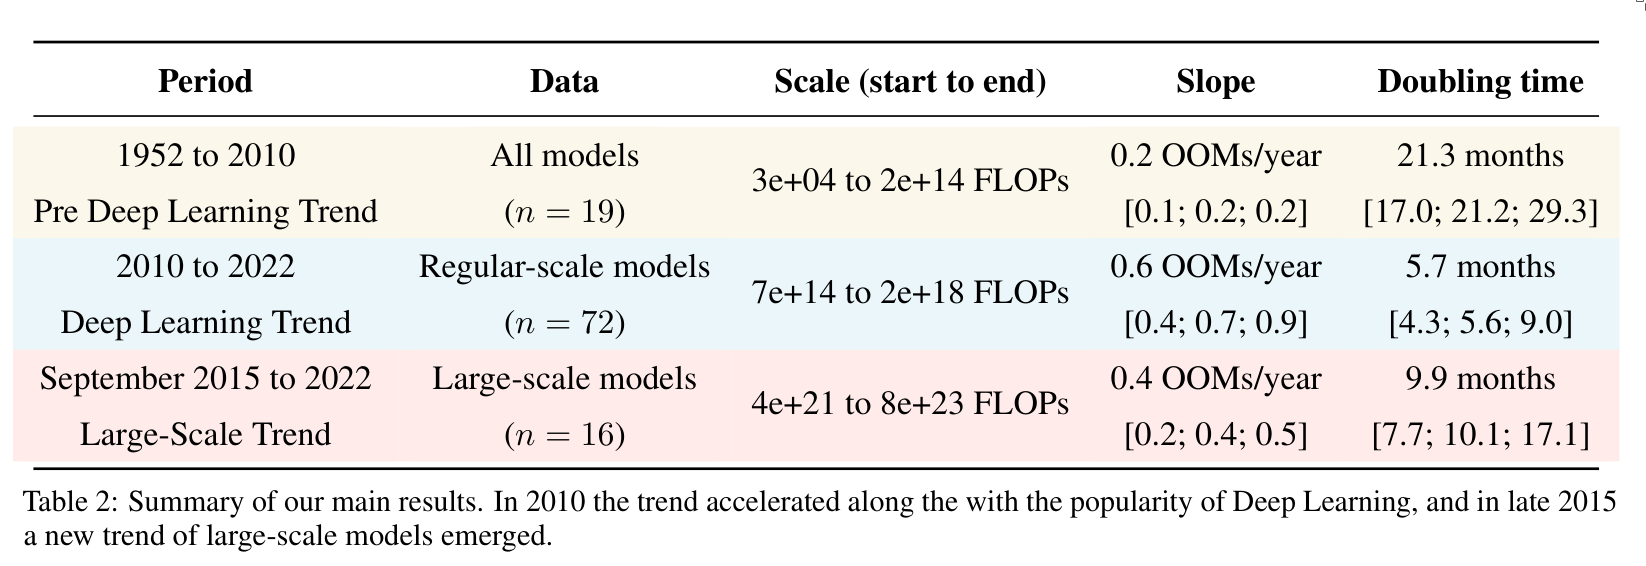 Period Data Scale (start to end) Slope Doubling time
1952 to 2010 All models 3e+04 to 2e+14 FLOPs 0.2 OOMs/year 21.3 months
Pre Deep Learning Trend (n = 19) [0.1; 0.2; 0.2] [17.0; 21.2; 29.3]
2010 to 2022 Regular-scale models 7e+14 to 2e+18 FLOPs 0.6 OOMs/year 5.7 months
Deep Learning Trend (n = 72) [0.4; 0.7; 0.9] [4.3; 5.6; 9.0]
September 2015 to 2022 Large-scale models 4e+21 to 8e+23 FLOPs 0.4 OOMs/year 9.9 months
Large-Scale Trend (n = 16) [0.2; 0.4; 0.5] [7.7; 10.1; 17.1]
Table 2: Summary of our main results. In 2010 the trend accelerated along the with the popularity of Deep Learning, and in late 2015
a new trend of large-scale models emerged.